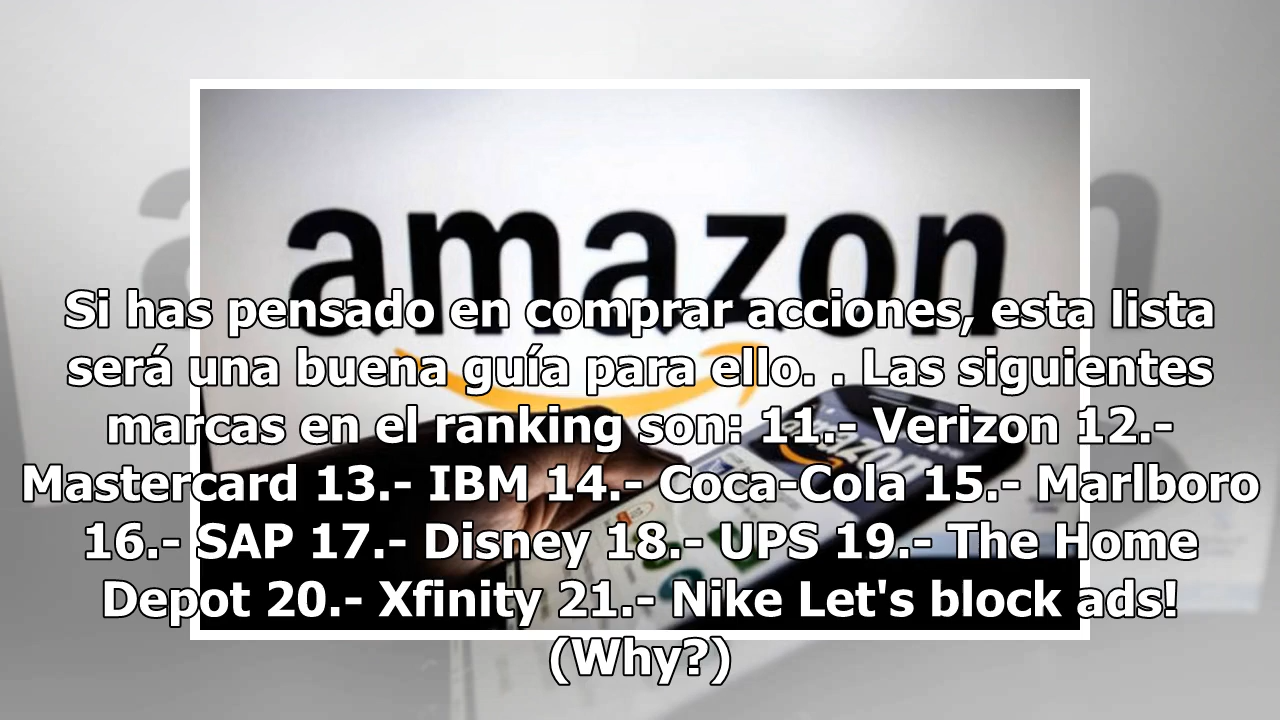 amazon
Si has pensado en comprar acciones, esta lista
será una buena guía para ello. . Las siguientes
marcas en el ranking son: 11.- Verizon 12.-
Mastercard 13.- IBM 14.- Coca-Cola 15.- Marlboro
16.- SAP 17.- Disney 18.- UPS 19.- The Home
Depot 20.- Xfinity 21.- Nike Let's block ads!
(Why?)